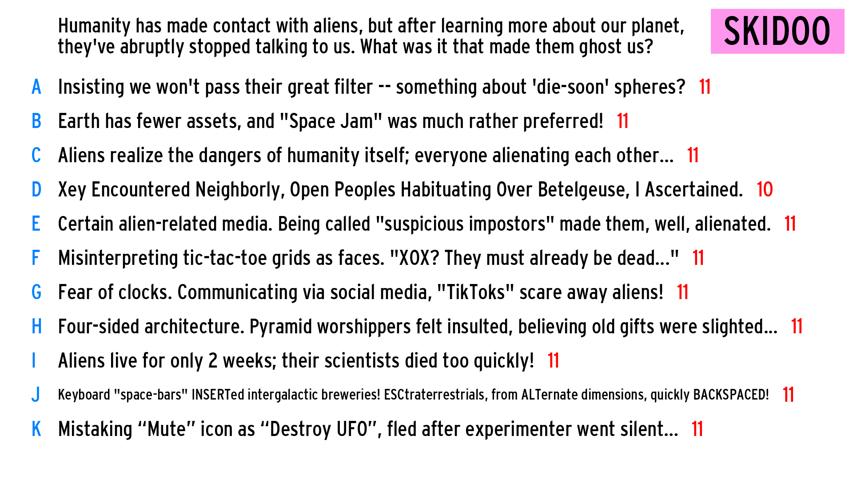 Humanity has made contact with aliens, but after learning more about our planet,
they've abruptly stopped talking to us. What was it that made them ghost us?
SKIDOO
A Insisting we won't pass their great filter -- something about 'die-soon' spheres? 11
B Earth has fewer assets, and "Space Jam" was much rather preferred! 11
C Aliens realize the dangers of humanity itself; everyone alienating each other... 11
D Xey Encountered Neighborly, Open Peoples Habituating Over Betelgeuse, I Ascertained. 10
E Certain alien-related media. Being called "suspicious impostors" made them, well, alienated. 11
F Misinterpreting tic-tac-toe grids as faces. "XOX? They must already be dead..." 11
G Fear of clocks. Communicating via social media, "TikToks" scare away aliens! 11
H Four-sided architecture. Pyramid worshippers felt insulted, believing old gifts were slighted... 11
I Aliens live for only 2 weeks; their scientists died too quickly! 11
J Keyboard "space-bars" INSERTed intergalactic breweries! ESCtraterrestrials, from ALTernate dimensions, quickly BACKSPACED! 11
K Mistaking “Mute” icon as “Destroy UFO”, fled after experimenter went silent... 11